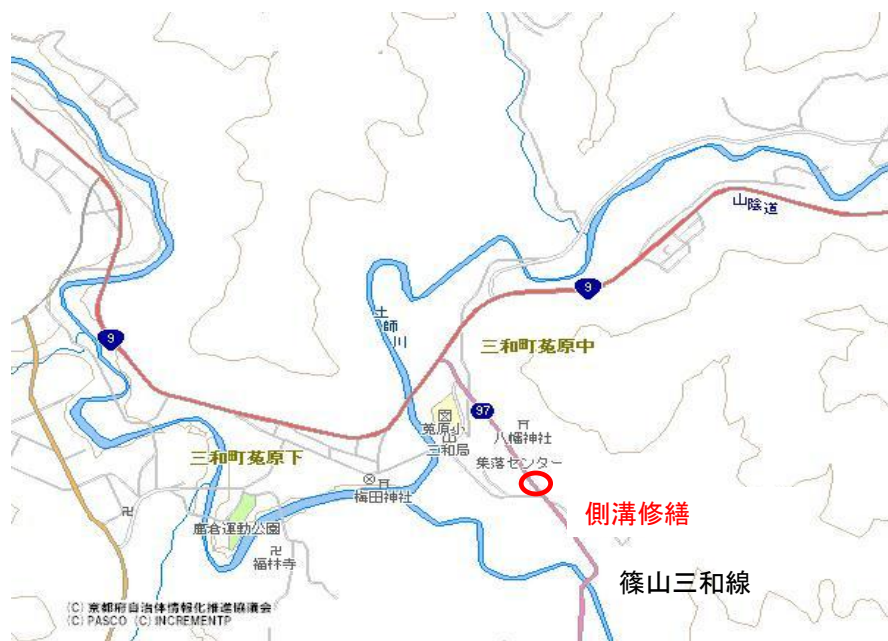 山陰道
9
土師川
三和町菟原中
9
97
菟原小
八幡神社
山
三和局
集落センター
三和町菟原下
梅田神社
側溝修繕
鹿倉運動公園
福林寺
篠山三和線
(C) 京都府自治体情報化推進協議会
(C) PASCO (C) INCREMENTP